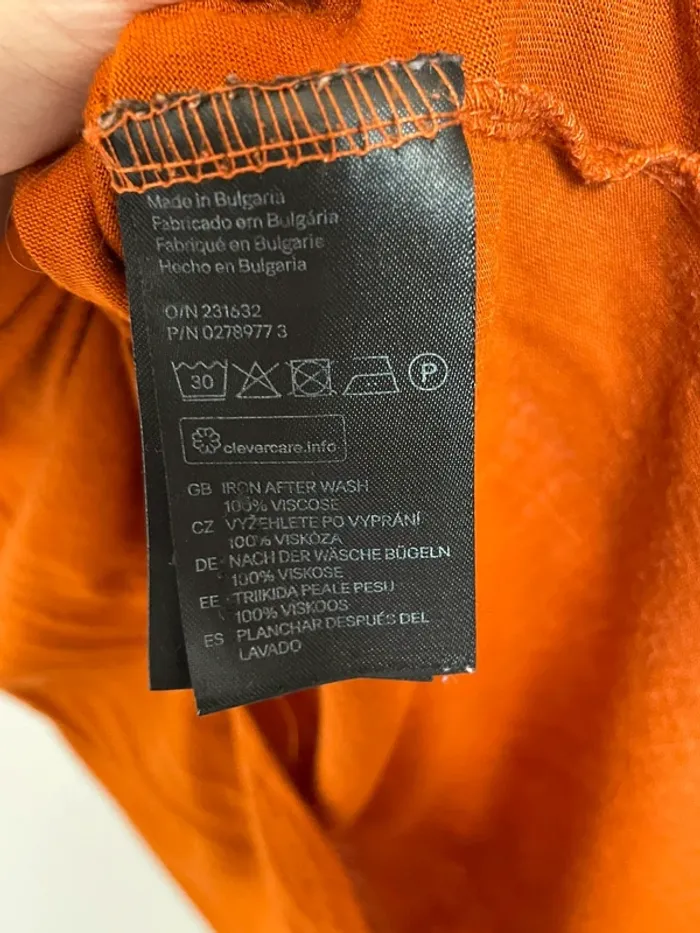 Made in Bulgaria
Fabricado em Bulgária
Fabriqué en Bulgarie
Hecho en Bulgaria
O/N 231632
P/N 0278977 3
30
P
clevercare.info
GB IRON AFTER WASH
100% VISCOSE
CZ VYŽEHLETE PO VYPRÁNÍ
100% VISKÓZA
DE NACH DER WÄSCHE BÜGELN
100% VISKOSE
EE TRIIKIDA PEALE PESU
100% VISKOOS
ES PLANCHAR DESPUÉS DEL
LAVADO